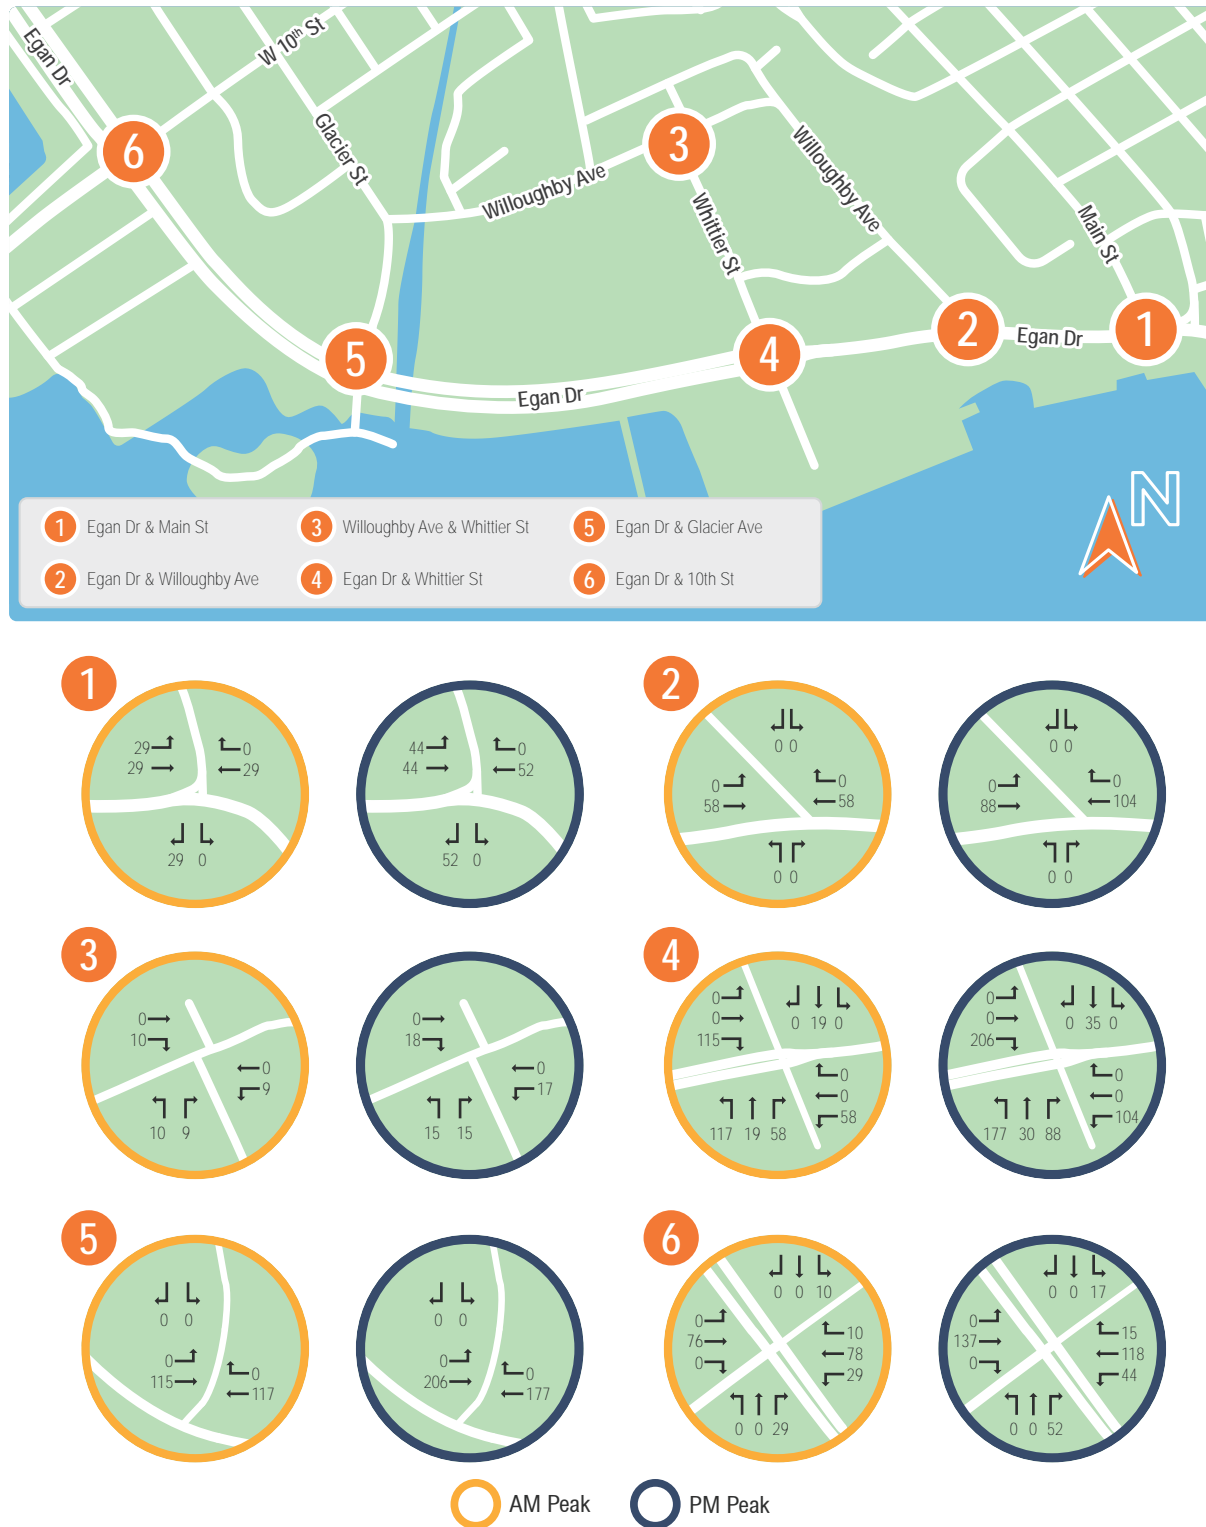 Egan Dr
W 10th St
Glacier St
6
3
Willoughby Ave
Willoughby Ave
Whittier St
Main St
5
4
2
1
Egan Dr
Egan Dr
N
1 Egan Dr & Main St
3 Willoughby Ave & Whittier St
5 Egan Dr & Glacier Ave
2 Egan Dr & Willoughby Ave
4 Egan Dr & Whittier St
6 Egan Dr & 10th St
1
29 0
29 29
29 0
44 0
44 52
52 0
2
0 0
0 0
58 58
0 0
0 0
0 0
88 104
0 0
3
0
10
0
9
10 9
0
18
0
17
15 15
4
0
0
115
0 19 0
0
0
58
117 19 58
0
0
206
0 35 0
0
0
104
177 30 88
5
0 0
0
115
0
117
0 0
0
206
0
177
6
0 0 10
0
76
0
10
78
29
0 0 29
0 0 17
0
137
0
15
118
44
0 0 52
AM Peak
PM Peak